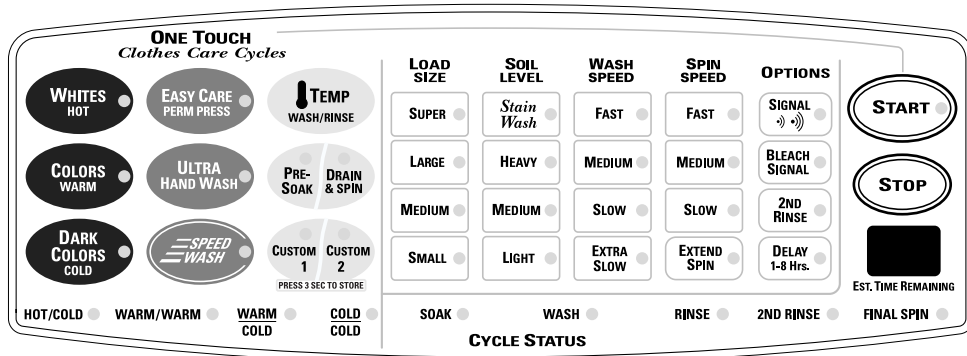 ONE TOUCH
Clothes Care Cycles
WHITES
HOT
EASY CARE
PERM PRESS
TEMP
WASH/RINSE
COLORS
WARM
ULTRA
HAND WASH
PRE-
SOAK
DRAIN
& SPIN
DARK
COLORS
COLD
SPEED
WASH
CUSTOM
1
CUSTOM
2
PRESS 3 SEC TO STORE
LOAD
SIZE
SOIL
LEVEL
WASH
SPEED
SPIN
SPEED
OPTIONS
SUPER
Stain
Wash
FAST
FAST
SIGNAL
LARGE
HEAVY
MEDIUM
MEDIUM
BLEACH
SIGNAL
MEDIUM
MEDIUM
SLOW
SLOW
2ND
RINSE
SMALL
LIGHT
EXTRA
SLOW
EXTEND
SPIN
DELAY
1-8 Hrs.
START
STOP
EST. TIME REMAINING
HOT/COLD
WARM/WARM
WARM
COLD
COLD
COLD
SOAK
WASH
RINSE
2ND RINSE
FINAL SPIN
CYCLE STATUS